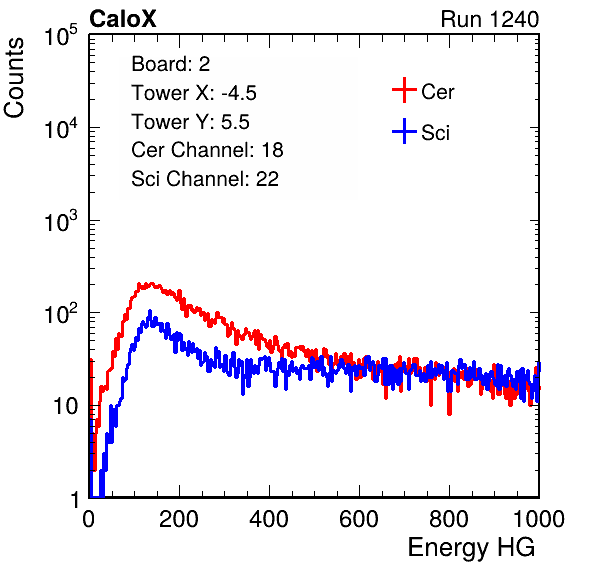 CaloX Run 1240
Counts
10^5
10^4
10^3
10^2
10
1
Board: 2
Tower X: -4.5
Tower Y: 5.5
Cer Channel: 18
Sci Channel: 22
Cer
Sci
0 200 400 600 800 1000
Energy HG